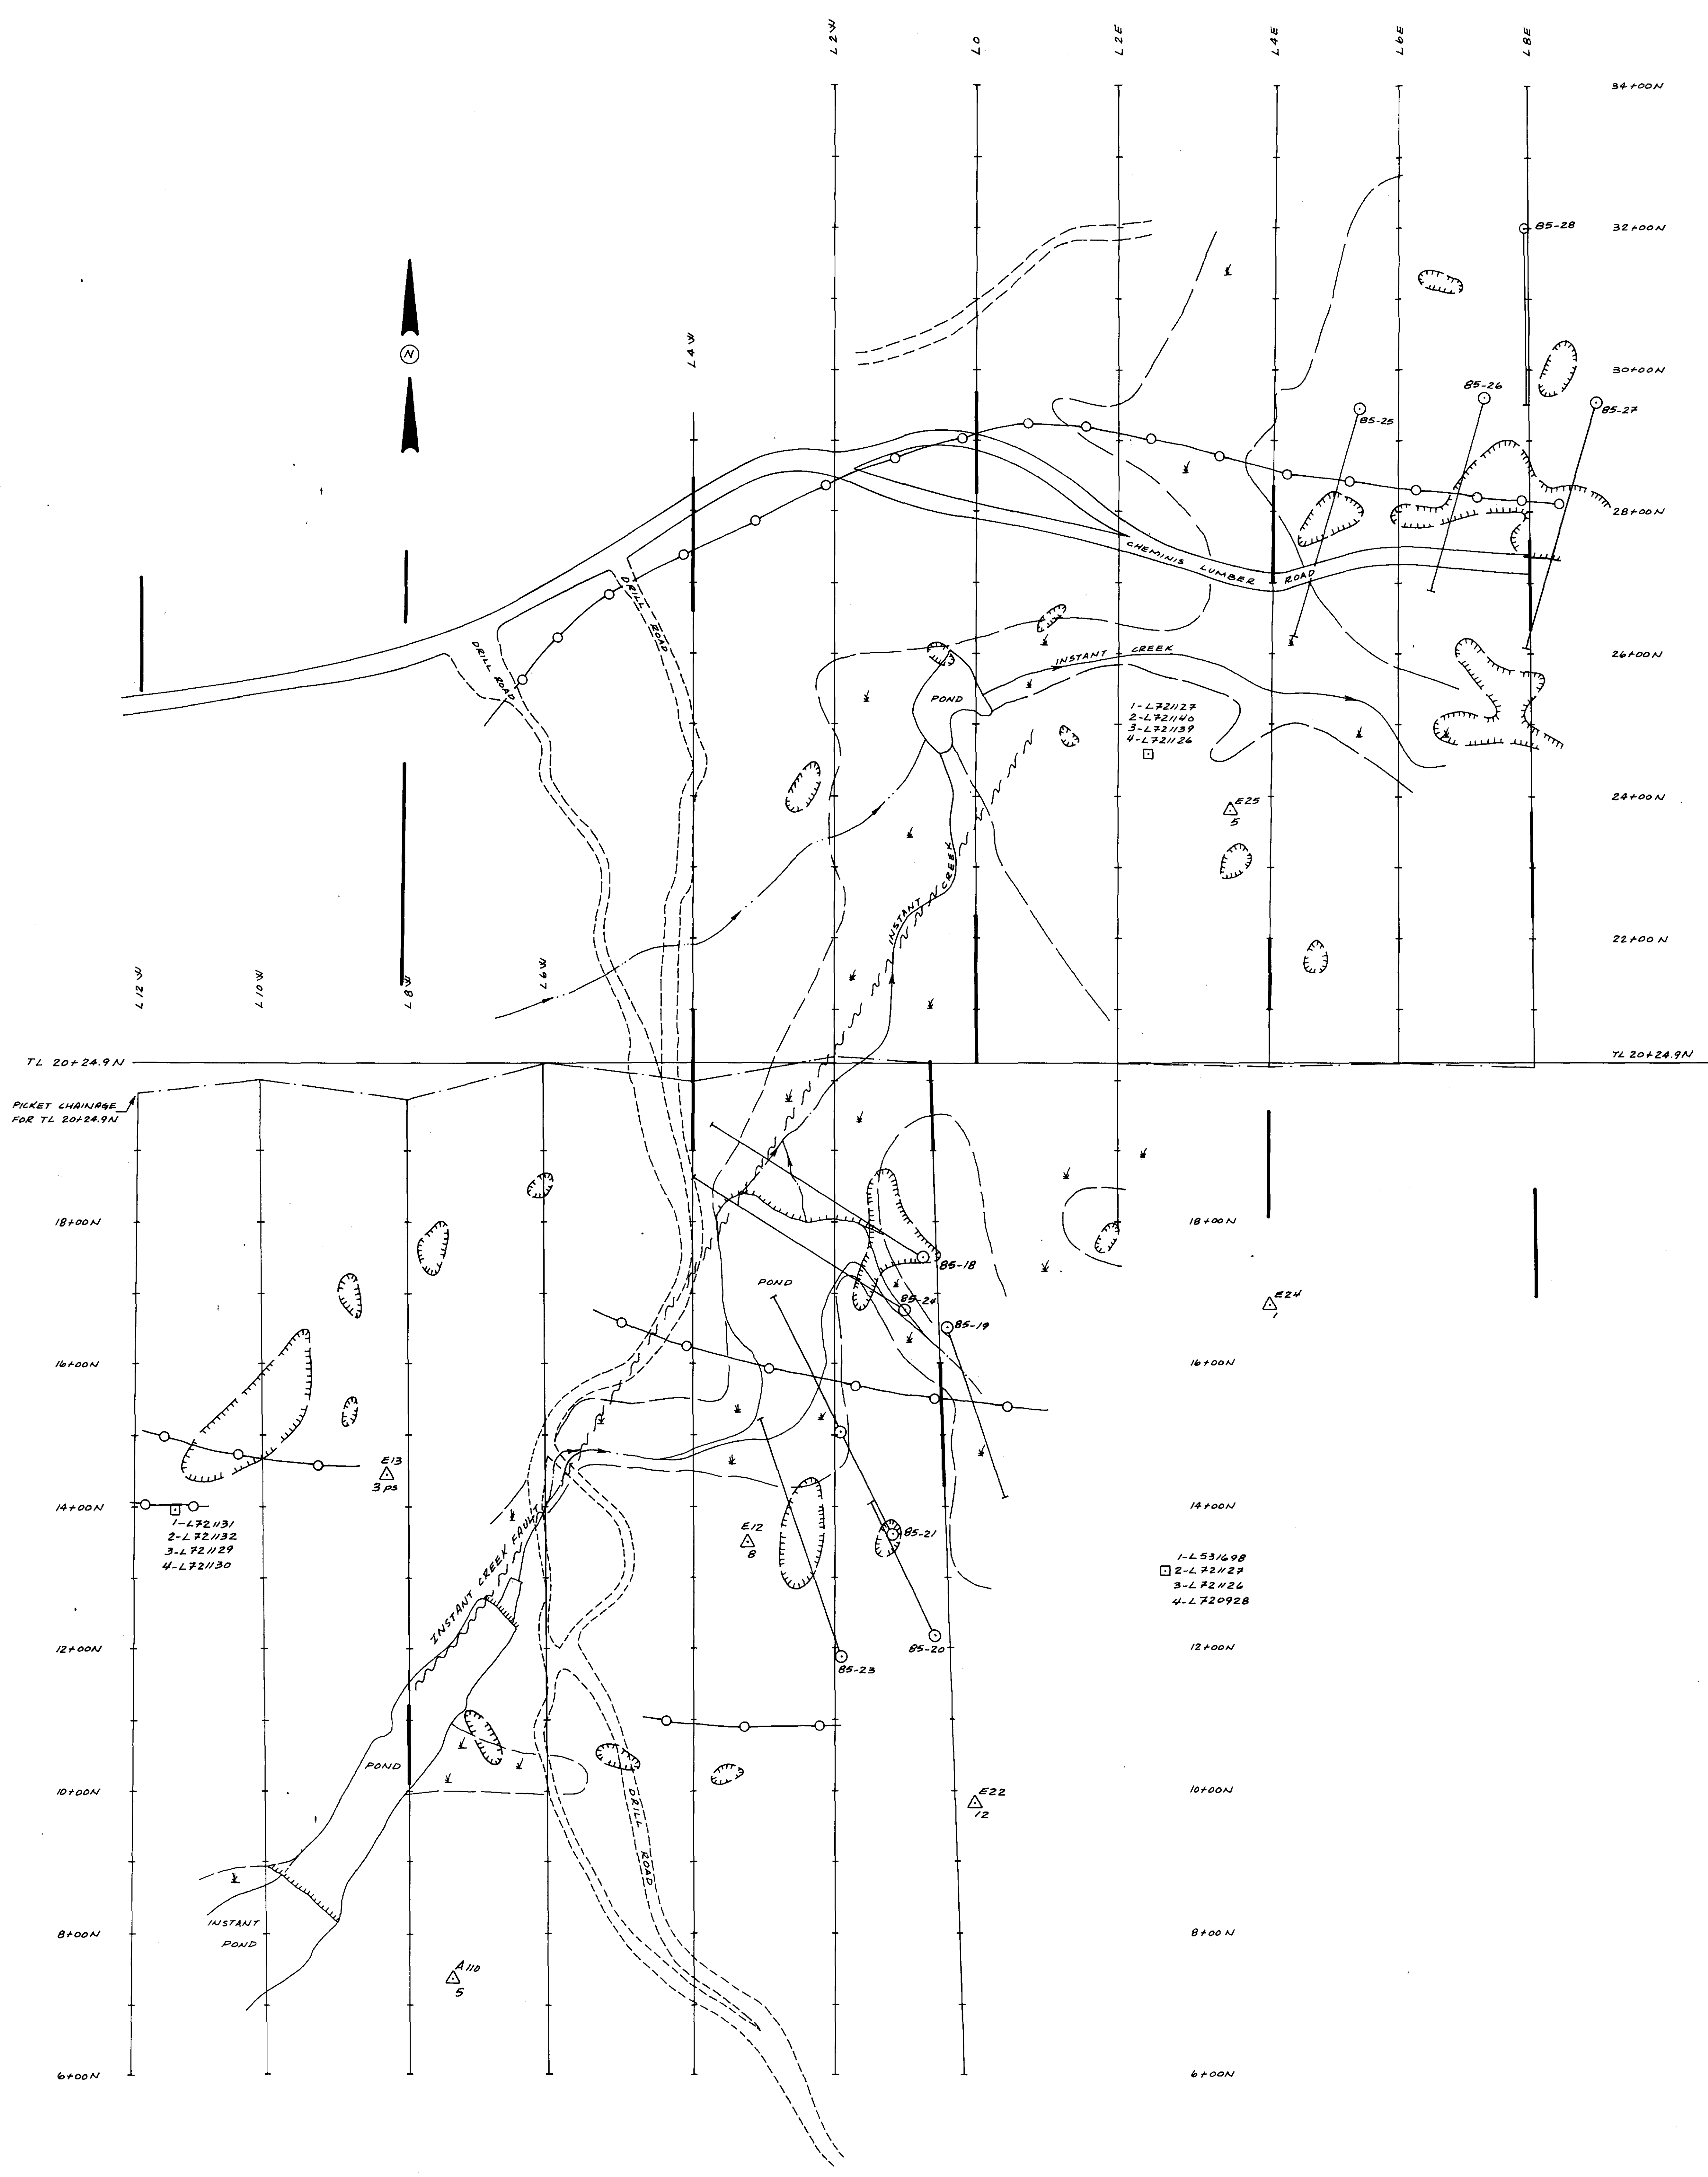 L2W
L0
L2E
L4E
L6E
L8E
34+00N
85-28
32+00N
N
L4W
30+00N
85-26
85-27
85-25
28+00N
CHEMINIS LUMBER ROAD
DRILL ROAD
DRILL ROAD
INSTANT CREEK
26+00N
POND
1-L721127
2-L721140
3-L721139
4-L721126
24+00N
E25
5
INSTANT CREEK
22+00N
L12W
L10W
L8W
L6W
TL 20+24.9N
TL 20+24.9N
PICKET CHAINAGE
FOR TL 20+24.9N
18+00N
18+00N
85-18
POND
85-24
E24
1
85-19
16+00N
16+00N
E13
3ps
14+00N
14+00N
1-L721131
2-L721132
3-L721129
4-L721130
E12
8
85-21
INSTANT CREEK FAULT
1-L531698
2-L721127
3-L721126
4-L720928
12+00N
85-20
12+00N
85-23
POND
10+00N
10+00N
E22
12
DRILL ROAD
INSTANT
POND
8+00N
8+00N
A110
5
6+00N
6+00N